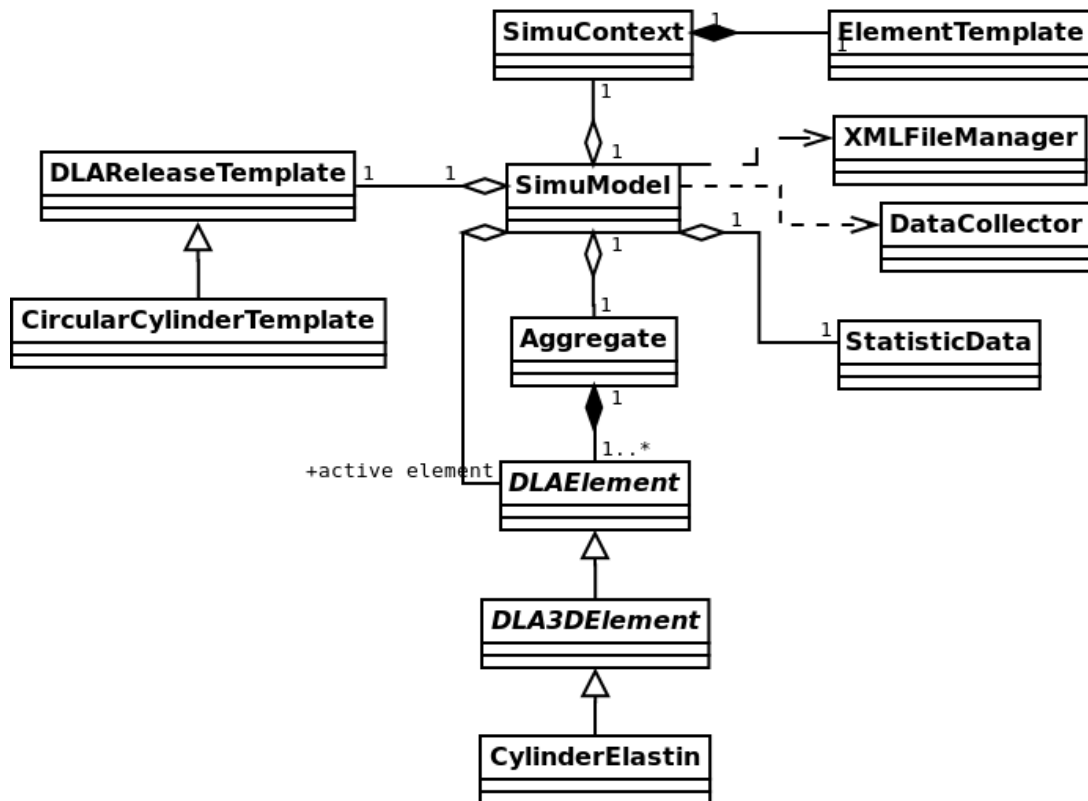 SimuContext
1
ElementTemplate
1
1
1
XMLFileManager
DLAReleaseTemplate
1
1
SimuModel
1
DataCollector
1
CircularCylinderTemplate
1
Aggregate
1
StatisticData
1
1..*
+active element
DLAElement
DLA3DElement
CylinderElastin